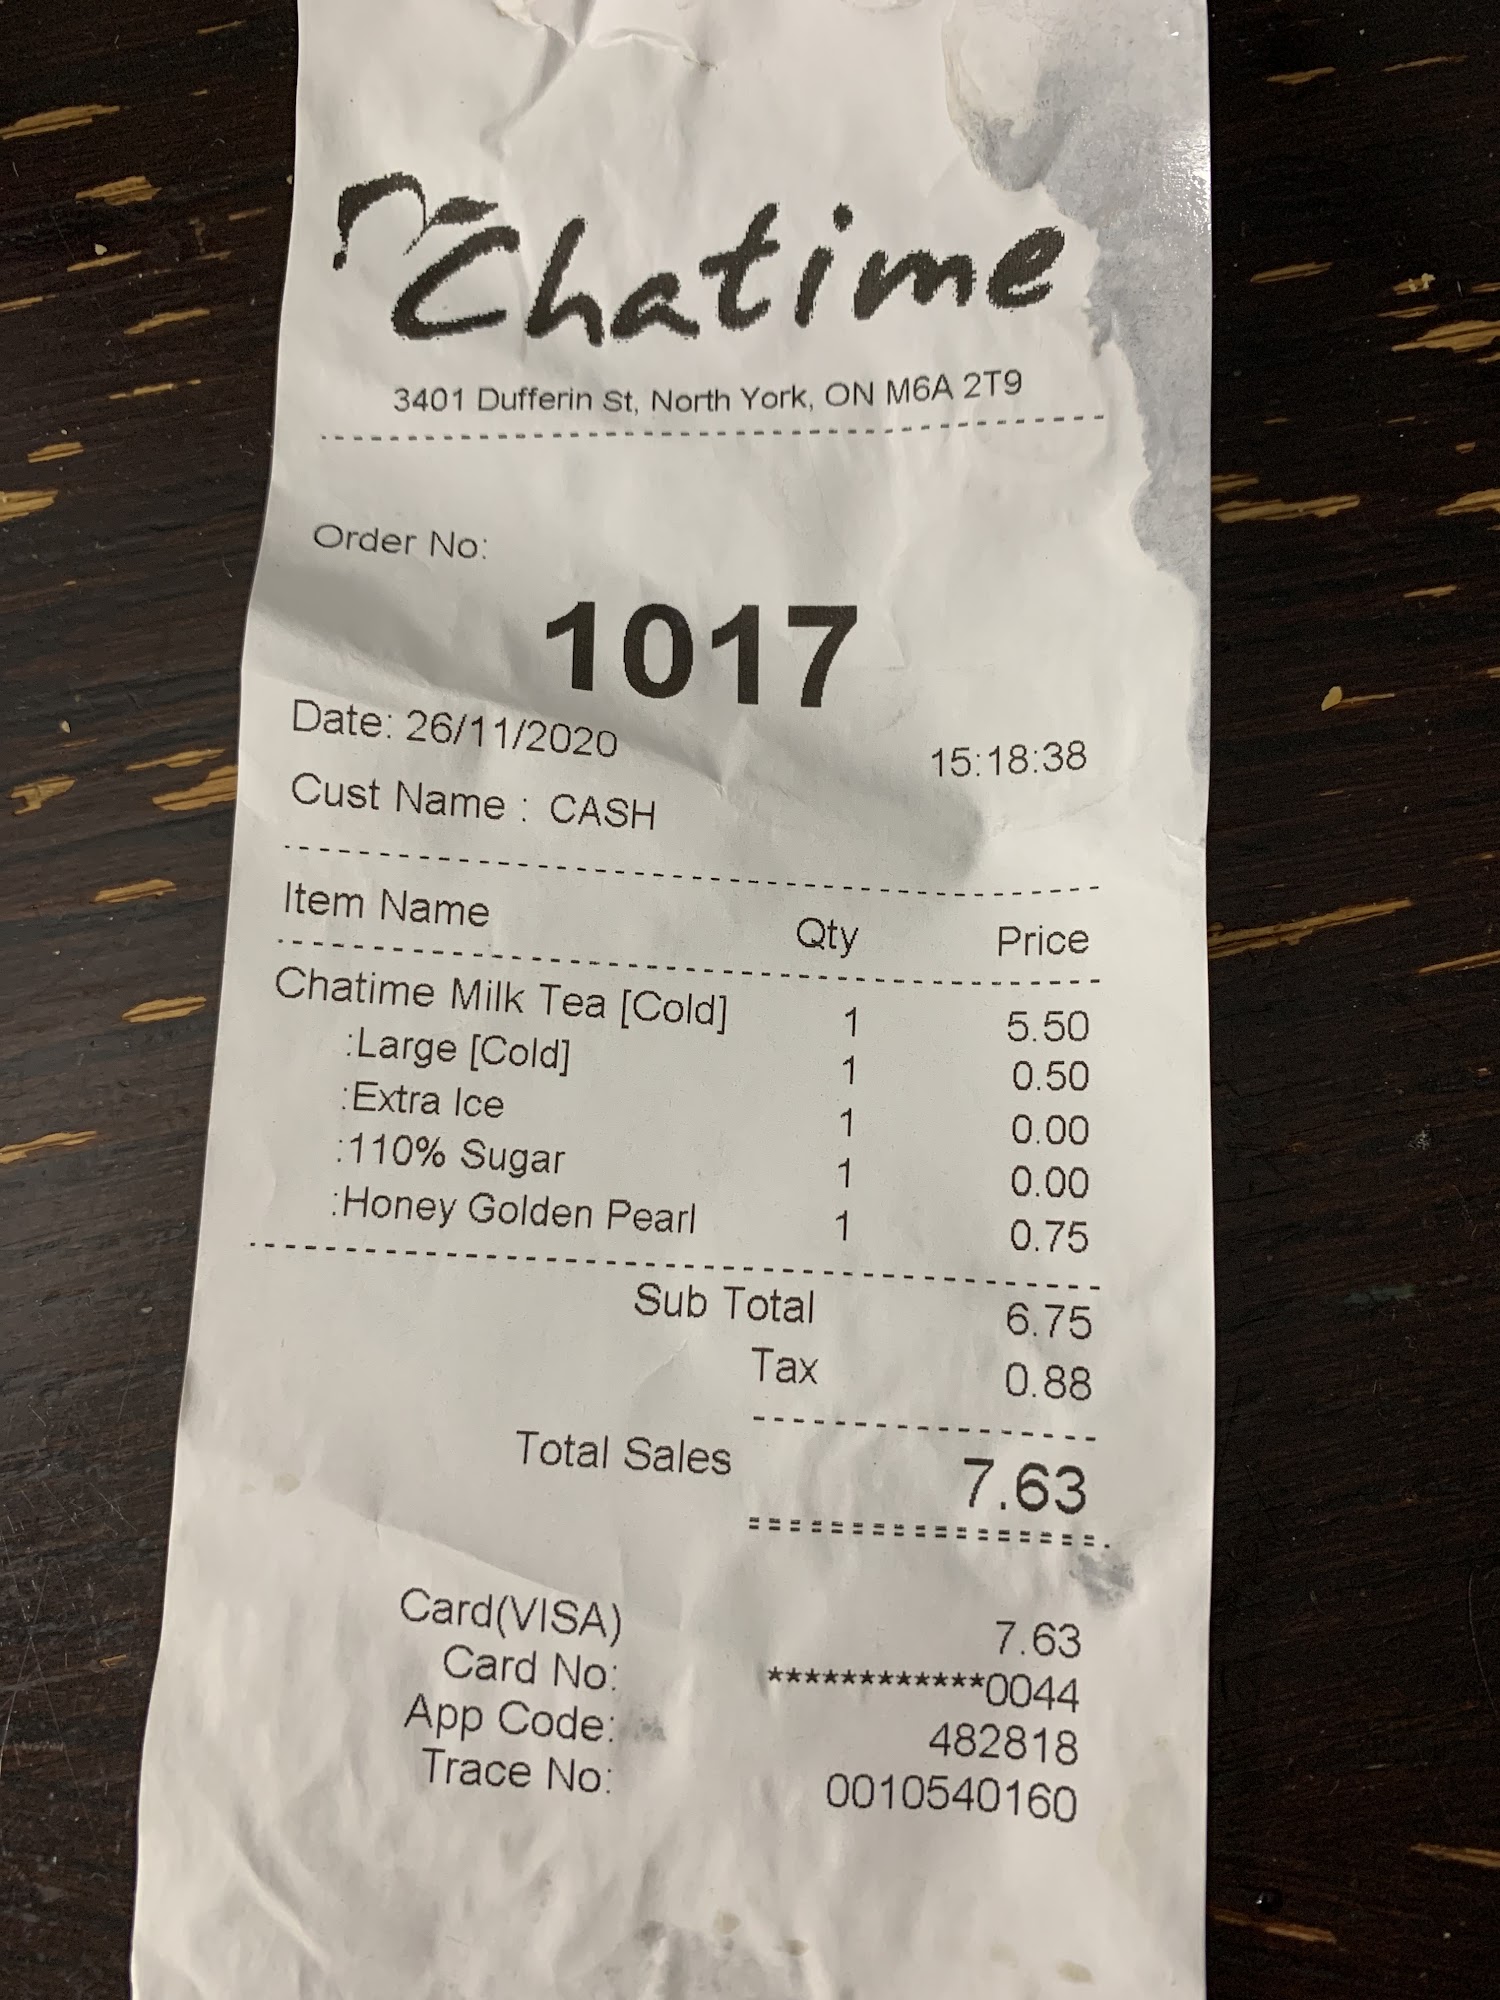 Chatime
3401 Dufferin St, North York, ON M6A 2T9
Order No:
1017
Date: 26/11/2020 15:18:38
Cust Name : CASH
Item Name Qty Price
Chatime Milk Tea [Cold] 1 5.50
:Large [Cold] 1 0.50
:Extra Ice 1 0.00
:110% Sugar 1 0.00
:Honey Golden Pearl 1 0.75
Sub Total 6.75
Tax 0.88
Total Sales 7.63
Card(VISA) 7.63
Card No: ************0044
App Code: 482818
Trace No: 0010540160